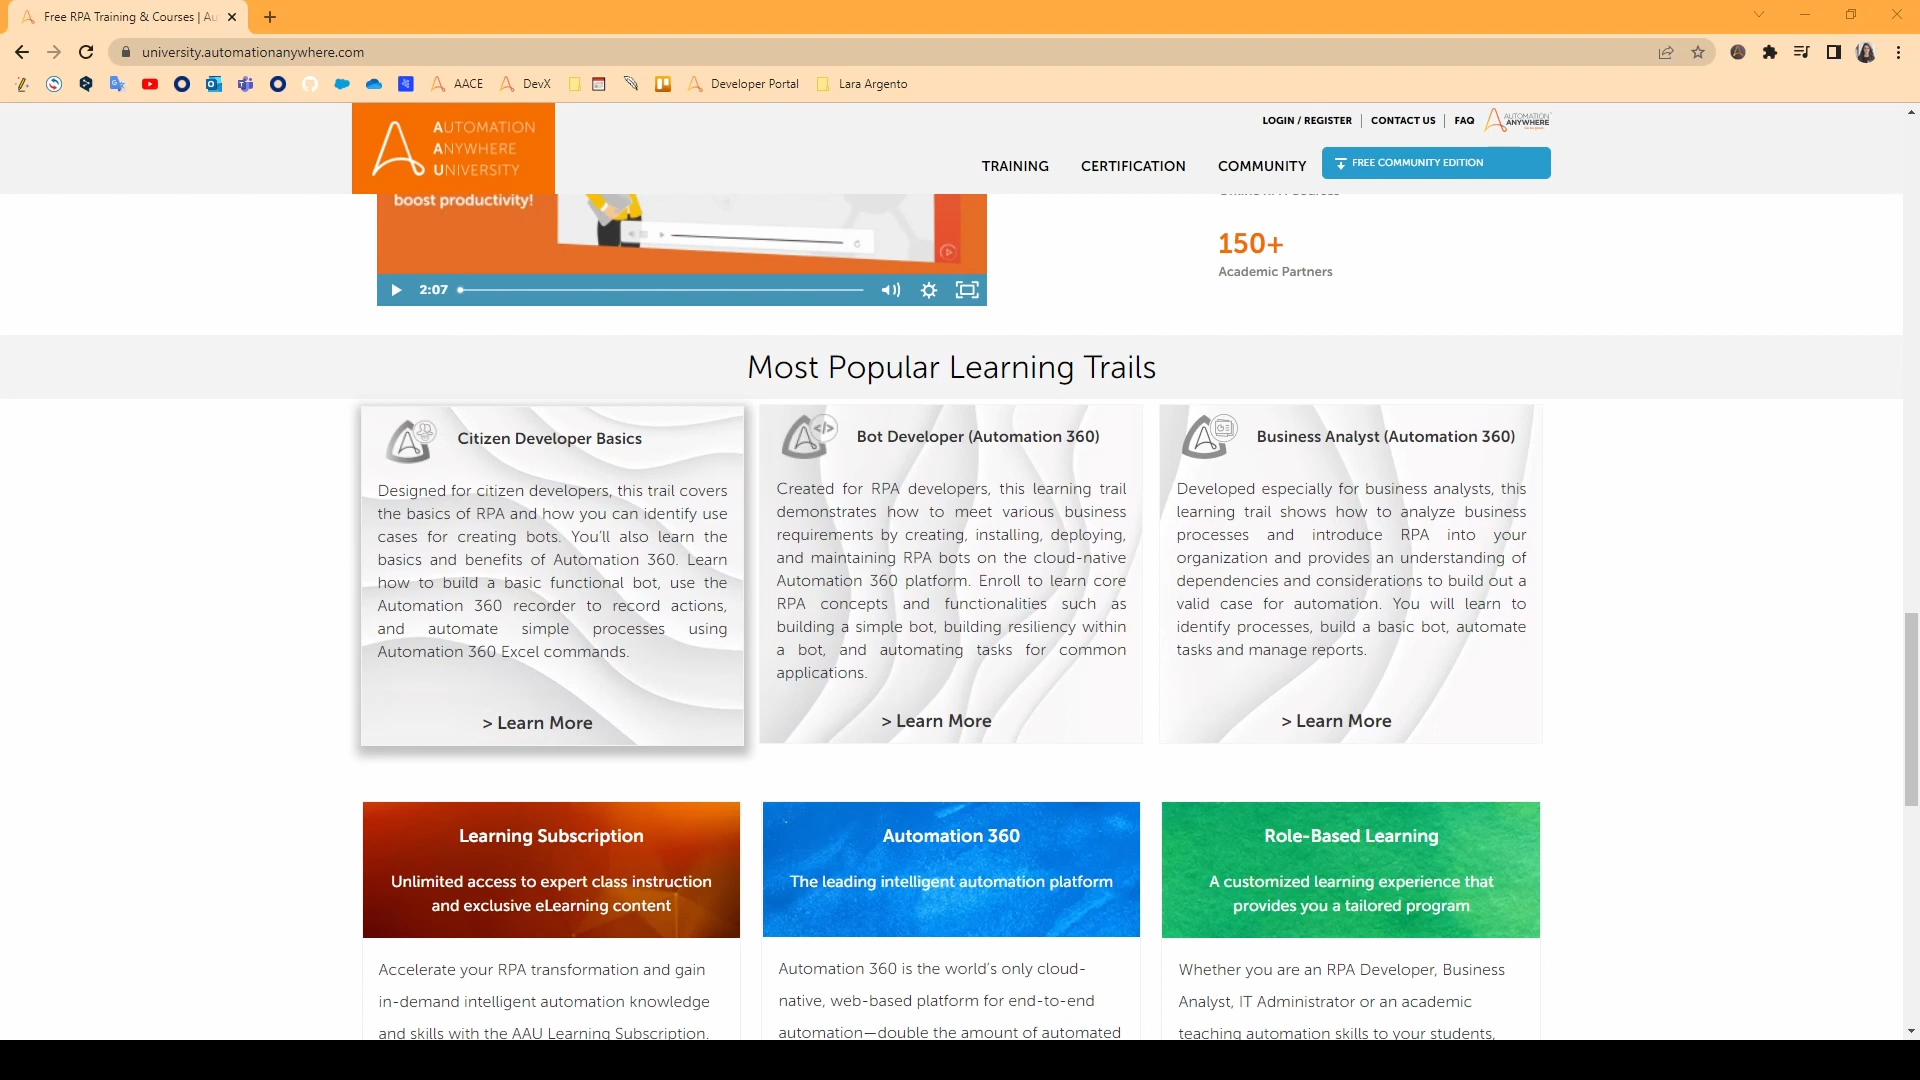 Free RPA Training & Courses | Au
university.automationanywhere.com
AACE
DevX
Developer Portal
Lara Argento
AUTOMATION
ANYWHERE
UNIVERSITY
LOGIN / REGISTER
CONTACT US
FAQ
AUTOMATION
ANYWHERE
TRAINING
CERTIFICATION
COMMUNITY
FREE COMMUNITY EDITION
boost productivity!
2:07
150+
Academic Partners
Most Popular Learning Trails
Citizen Developer Basics
Designed for citizen developers, this trail covers
the basics of RPA and how you can identify use
cases for creating bots. You'll also learn the
basics and benefits of Automation 360. Learn
how to build a basic functional bot, use the
Automation 360 recorder to record actions,
and automate simple processes using
Automation 360 Excel commands.
> Learn More
Bot Developer (Automation 360)
Created for RPA developers, this learning trail
demonstrates how to meet various business
requirements by creating, installing, deploying,
and maintaining RPA bots on the cloud-native
Automation 360 platform. Enroll to learn core
RPA concepts and functionalities such as
building a simple bot, building resiliency within
a bot, and automating tasks for common
applications.
> Learn More
Business Analyst (Automation 360)
Developed especially for business analysts, this
learning trail shows how to analyze business
processes and introduce RPA into your
organization and provides an understanding of
dependencies and considerations to build out a
valid case for automation. You will learn to
identify processes, build a basic bot, automate
tasks and manage reports.
> Learn More
Learning Subscription
Unlimited access to expert class instruction
and exclusive eLearning content
Accelerate your RPA transformation and gain
in-demand intelligent automation knowledge
and skills with the AAU Learning Subscription.
Automation 360
The leading intelligent automation platform
Automation 360 is the world's only cloud-
native, web-based platform for end-to-end
automation—double the amount of automated
Role-Based Learning
A customized learning experience that
provides you a tailored program
Whether you are an RPA Developer, Business
Analyst, IT Administrator or an academic
teaching automation skills to your students,